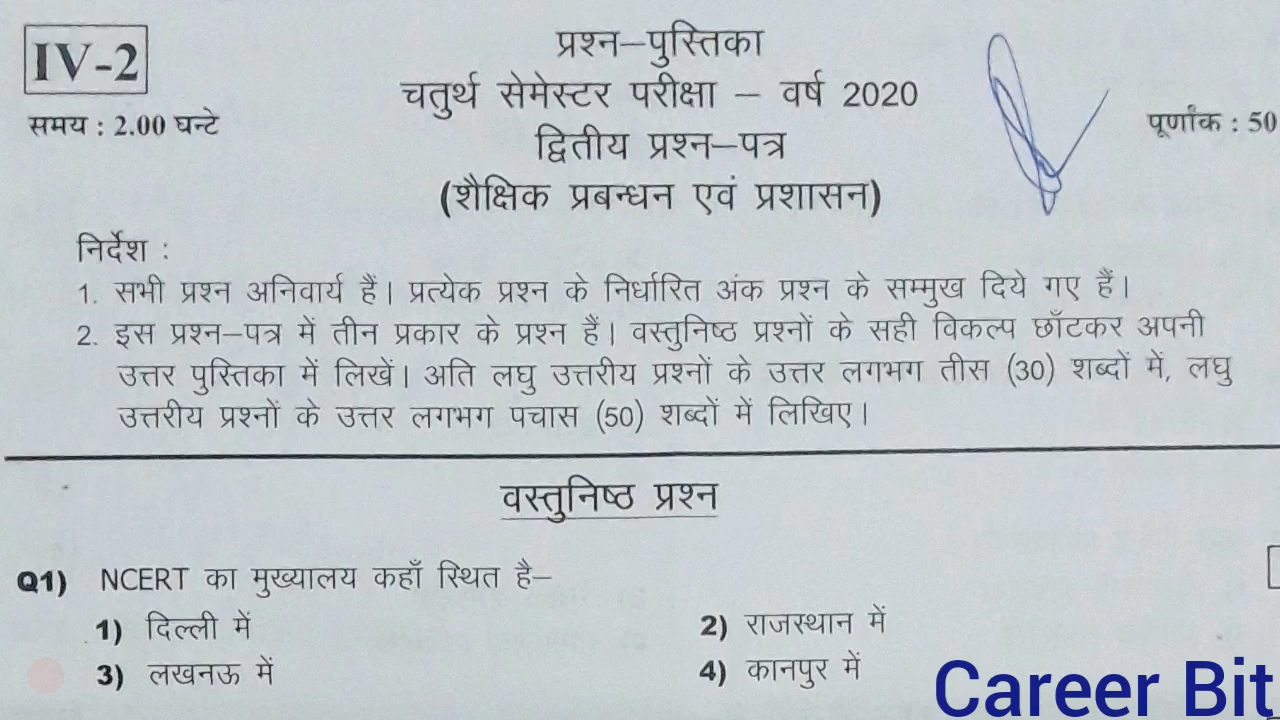 IV-2
प्रश्न–पुस्तिका
चतुर्थ सेमेस्टर परीक्षा – वर्ष 2020
समय : 2.00 घन्टे
पूर्णांक : 50
द्वितीय प्रश्न–पत्र
(शैक्षिक प्रबन्धन एवं प्रशासन)
निर्देश :
1. सभी प्रश्न अनिवार्य हैं। प्रत्येक प्रश्न के निर्धारित अंक प्रश्न के सम्मुख दिये गए हैं।
2. इस प्रश्न–पत्र में तीन प्रकार के प्रश्न हैं। वस्तुनिष्ठ प्रश्नों के सही विकल्प छाँटकर अपनी
उत्तर पुस्तिका में लिखें। अति लघु उत्तरीय प्रश्नों के उत्तर लगभग तीस (30) शब्दों में, लघु
उत्तरीय प्रश्नों के उत्तर लगभग पचास (50) शब्दों में लिखिए।
वस्तुनिष्ठ प्रश्न
Q1) NCERT का मुख्यालय कहाँ स्थित है–
1) दिल्ली में 2) राजस्थान में
3) लखनऊ में 4) कानपुर में
Career Bit